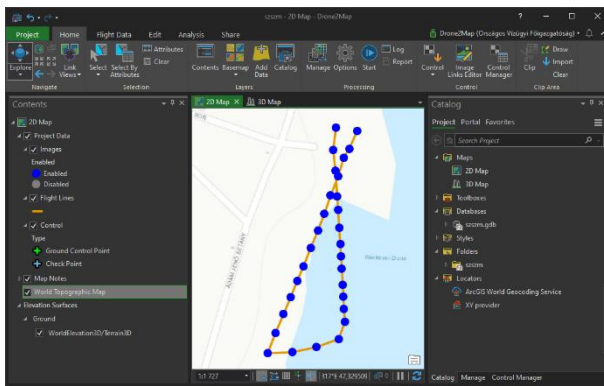 szszm - 2D Map - Drone2Map
Project Home Flight Data Edit Analysis Share
Drone2Map (Országos Vízügyi Főigazgatóság)
Explore Link Views Select Select By Attributes Attributes Clear Contents Basemap Add Data Catalog Manage Options Start Log Report Control Image Links Editor Control Manager Clip Draw Import Clear
Navigate Selection Layers Processing Control Clip Area
Contents
2D Map
Project Data
Images
Enabled
Enabled
Disabled
Flight Lines
Control
Type
Ground Control Point
Check Point
Map Notes
World Topographic Map
Elevation Surfaces
Ground
WorldElevation3D/Terrain3D
2D Map 3D Map
1:1 727
Catalog
Project Portal Favorites
Search Project
Maps
2D Map
3D Map
Toolboxes
Databases
szszm.gdb
Styles
Folders
szszm
Locators
ArcGIS World Geocoding Service
XY provider
Catalog Manage Control Manager